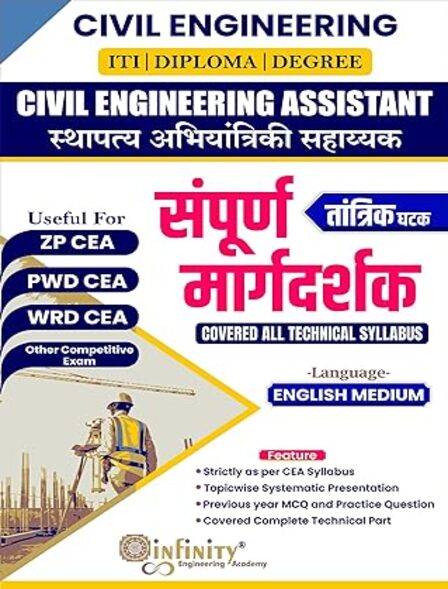 CIVIL ENGINEERING
ITI | DIPLOMA | DEGREE
CIVIL ENGINEERING ASSISTANT
स्थापत्य अभियांत्रिकी सहाय्यक
Useful For
ZP CEA
PWD CEA
WRD CEA
Other Competitive
Exam
संपूर्ण
तांत्रिक घटक
मार्गदर्शक
COVERED ALL TECHNICAL SYLLABUS
-Language-
ENGLISH MEDIUM
Feature
• Strictly as per CEA Syllabus
• Topicwise Systematic Presentation
• Previous year MCQ and Practice Question
• Covered Complete Technical Part
infinity®
Engineering Academy